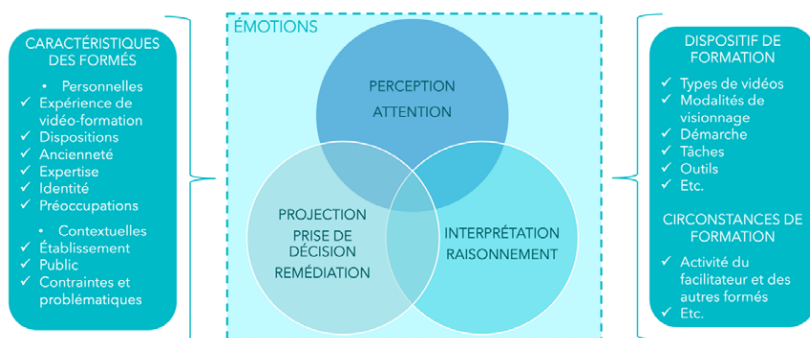 CARACTÉRISTIQUES
DES FORMÉS
• Personnelles
✓ Expérience de
vidéo-formation
✓ Dispositions
✓ Ancienneté
✓ Expertise
✓ Identité
✓ Préoccupations
• Contextuelles
✓ Établissement
✓ Public
✓ Contraintes et
problématiques
ÉMOTIONS
PERCEPTION
ATTENTION
PROJECTION
PRISE DE
DÉCISION
REMÉDIATION
INTERPRÉTATION
RAISONNEMENT
DISPOSITIF DE
FORMATION
✓ Types de vidéos
✓ Modalités de
visionnage
✓ Démarche
✓ Tâches
✓ Outils
✓ Etc.
CIRCONSTANCES DE
FORMATION
✓ Activité du
facilitateur et des
autres formés
✓ Etc.